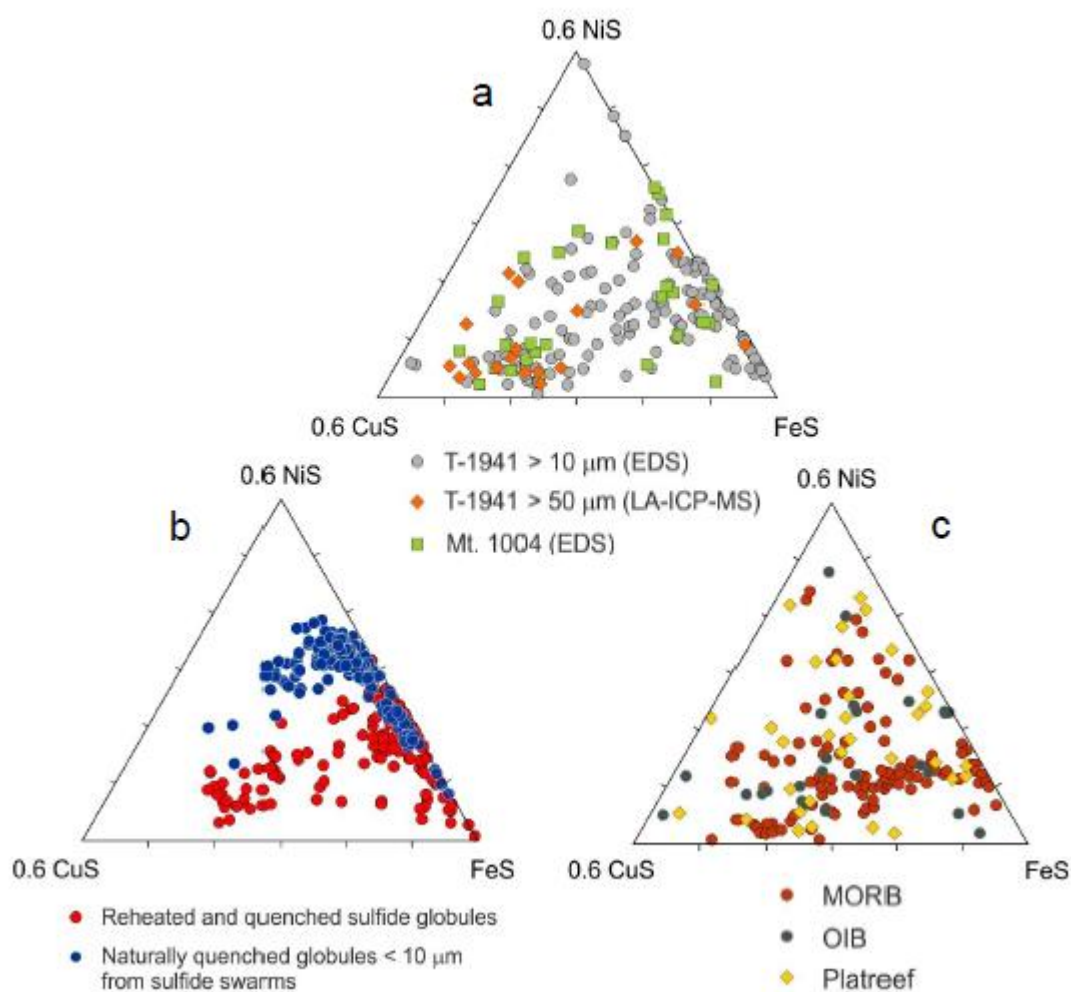 0.6 NiS
a
0.6 CuS
FeS
T-1941 > 10 μm (EDS)
T-1941 > 50 μm (LA-ICP-MS)
Mt. 1004 (EDS)
0.6 NiS
b
0.6 CuS
FeS
Reheated and quenched sulfide globules
Naturally quenched globules < 10 μm
from sulfide swarms
0.6 NiS
c
0.6 CuS
FeS
MORB
OIB
Platreef